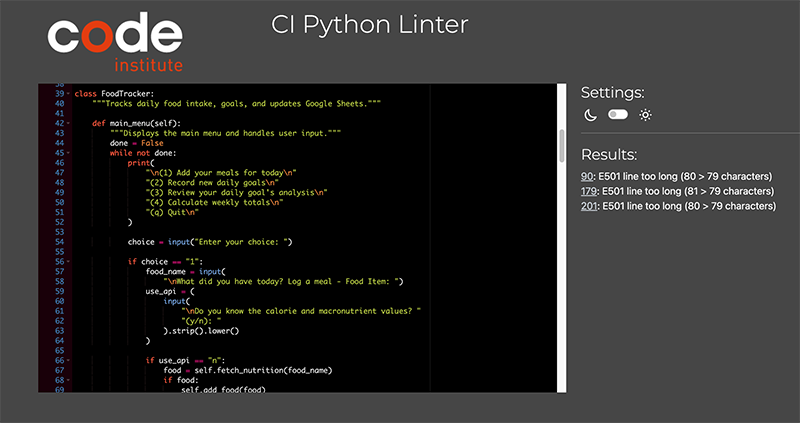 code
institute
CI Python Linter
38
39 class FoodTracker:
40 """Tracks daily food intake, goals, and updates Google Sheets."""
41
42 def main_menu(self):
43 """Displays the main menu and handles user input."""
44 done = False
45 while not done:
46 print(
47 "\n(1) Add your meals for today\n"
48 "(2) Record new daily goals\n"
49 "(3) Review your daily goal's analysis\n"
50 "(4) Calculate weekly totals\n"
51 "(q) Quit\n"
52 )
53
54 choice = input("Enter your choice: ")
55
56 if choice == "1":
57 food_name = input(
58 "\nWhat did you have today? Log a meal - Food Item: ")
59 use_api = (
60 input(
61 "\nDo you know the calorie and macronutrient values? "
62 "(y/n): "
63 ).strip().lower()
64 )
65
66 if use_api == "n":
67 food = self.fetch_nutrition(food_name)
68 if food:
69 self.add_food(food)
Settings:
Results:
90: E501 line too long (80 > 79 characters)
179: E501 line too long (81 > 79 characters)
201: E501 line too long (80 > 79 characters)